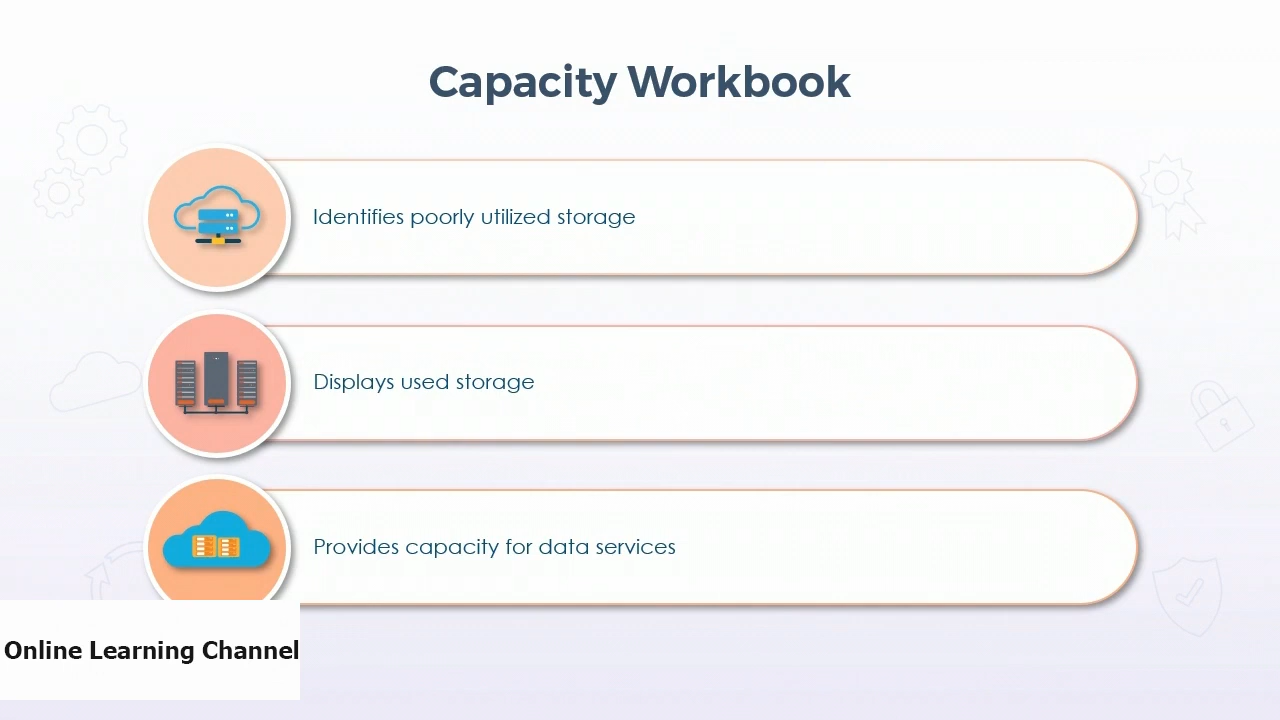 Capacity Workbook
Identifies poorly utilized storage
Displays used storage
Provides capacity for data services
Online Learning Channel